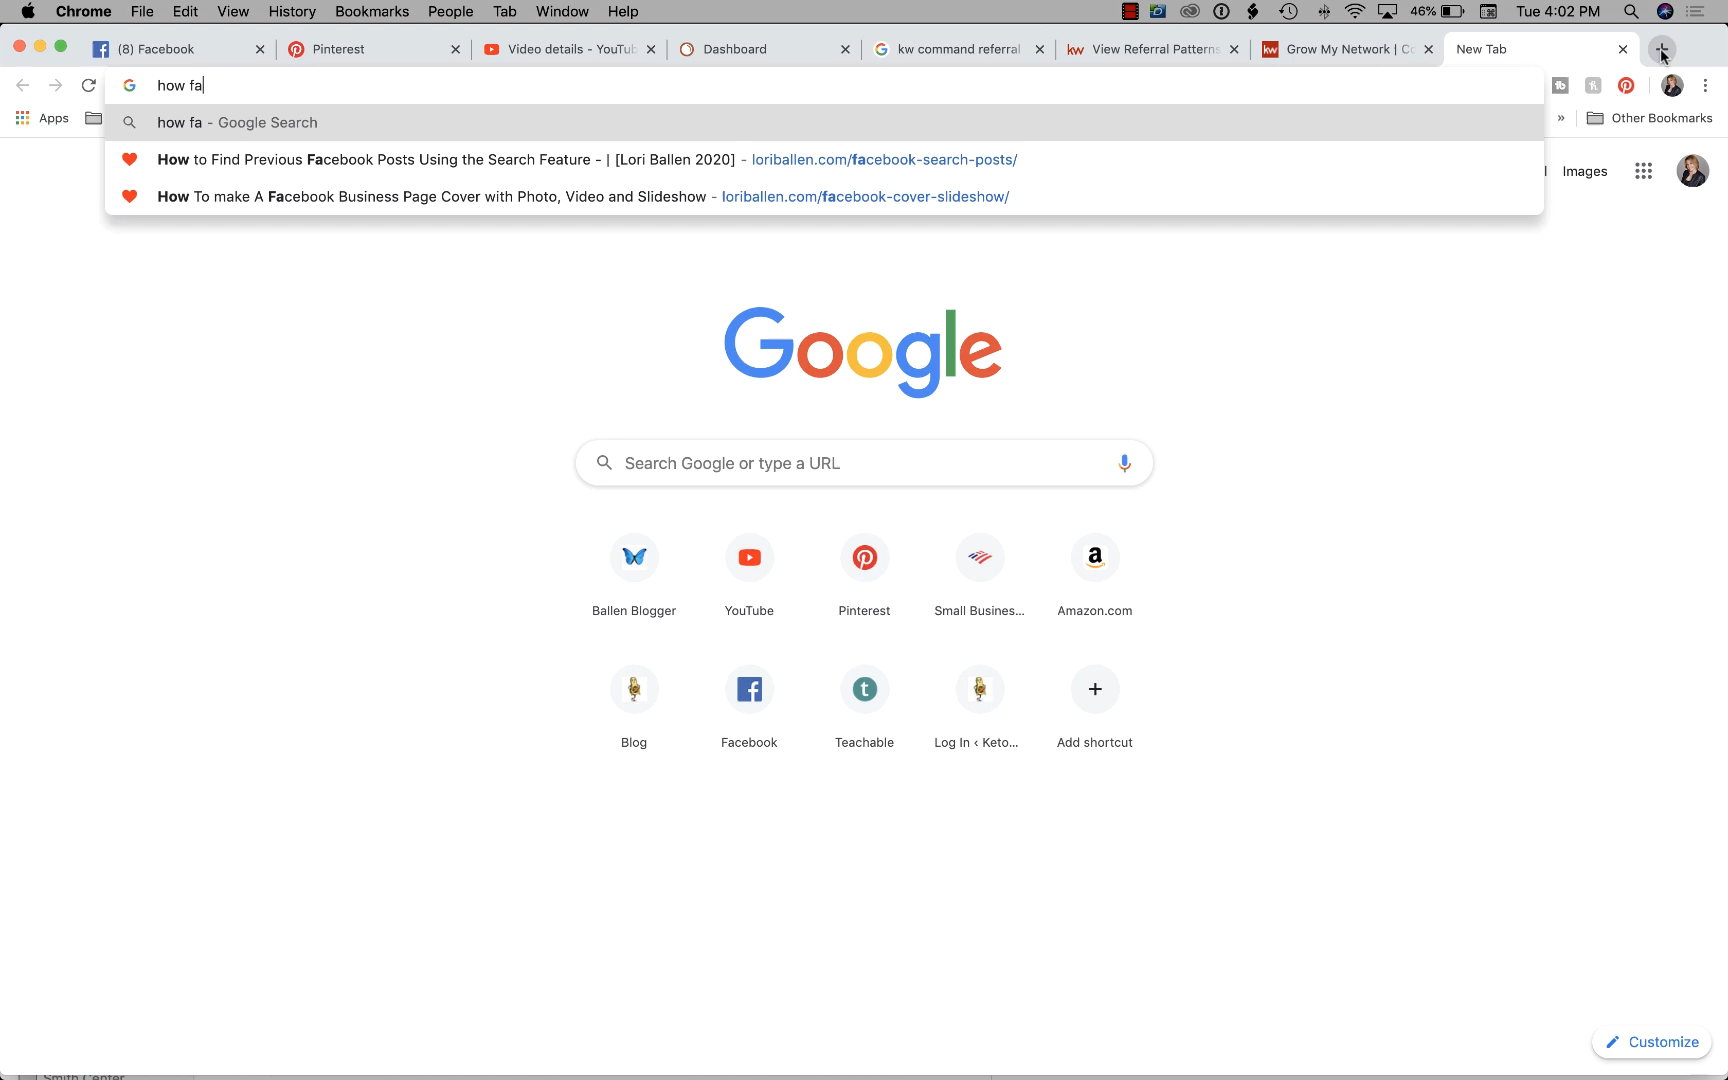 Chrome File Edit View History Bookmarks People Tab Window Help 46% Tue 4:02 PM
(8) Facebook Pinterest Video details - YouTub Dashboard kw command referral View Referral Patterns Grow My Network | Co New Tab
how fa
Apps Other Bookmarks
how fa - Google Search
How to Find Previous Facebook Posts Using the Search Feature - | [Lori Ballen 2020] - loriballen.com/facebook-search-posts/
Images
How To make A Facebook Business Page Cover with Photo, Video and Slideshow - loriballen.com/facebook-cover-slideshow/
Google
Search Google or type a URL
Ballen Blogger YouTube Pinterest Small Busines... Amazon.com
Blog Facebook Teachable Log In ‹ Keto... Add shortcut
Customize
Smith Center